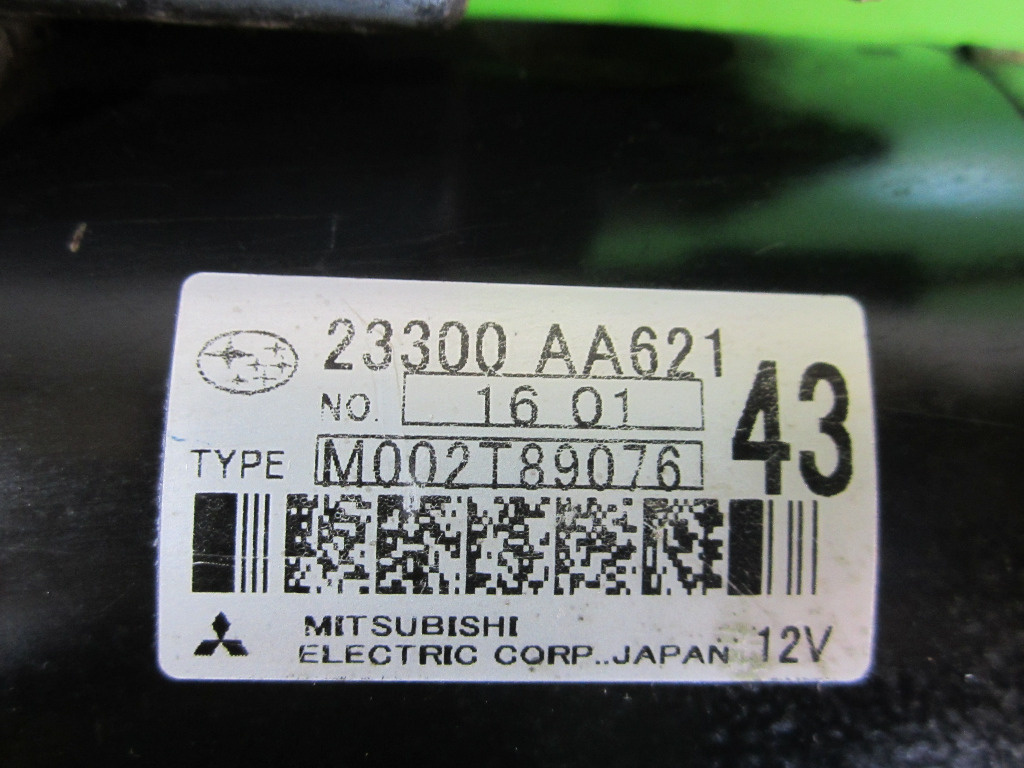 23300 AA621
NO. 16 01
43
TYPE M002T89076
MITSUBISHI
ELECTRIC CORP.,JAPAN 12V